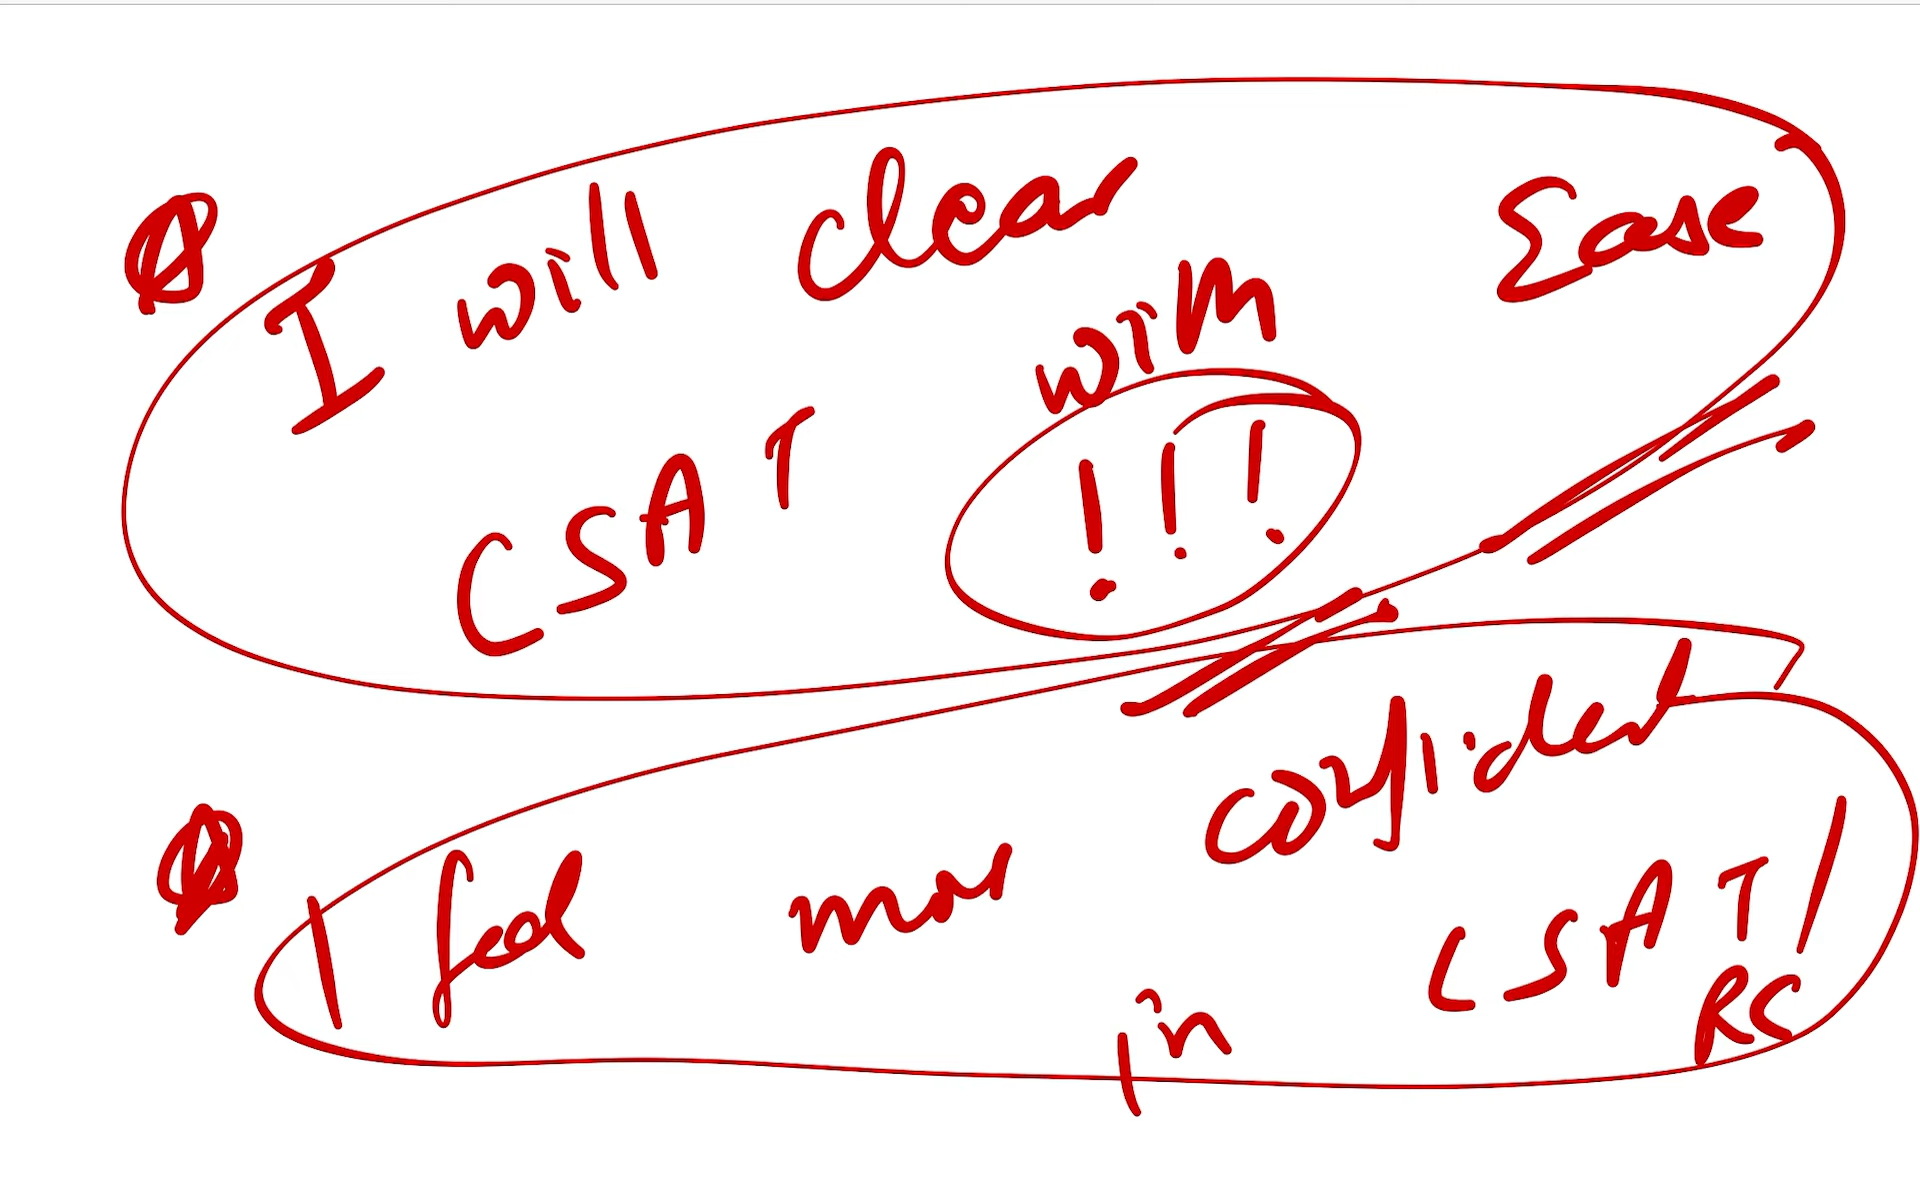 I will clear
CSAT with Ease
!!!
I feel more confident
in CSAT/
RC